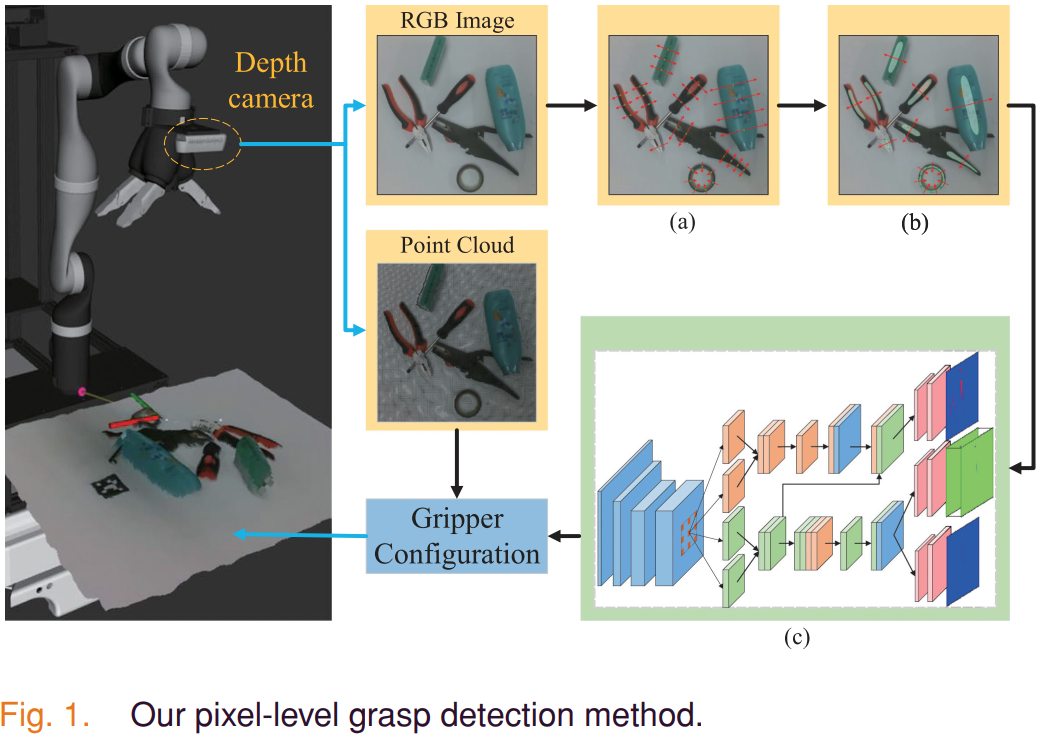 Depth
camera
RGB Image
(a)
(b)
Point Cloud
Gripper
Configuration
(c)
Fig. 1. Our pixel-level grasp detection method.